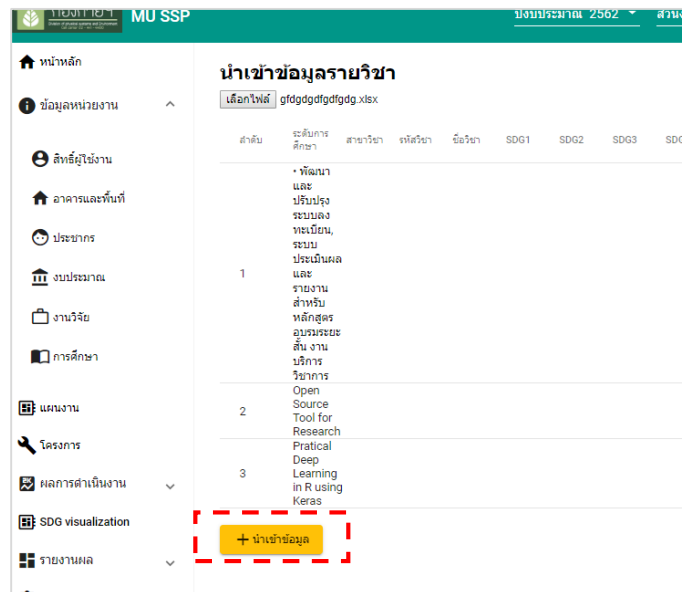 กองกายฯ
MU SSP
ปีงบประมาณ 2562
หน้าหลัก
ข้อมูลหน่วยงาน
สิทธิ์ผู้ใช้งาน
อาคารและพื้นที่
ประชากร
งบประมาณ
งานวิจัย
การศึกษา
แผนงาน
โครงการ
ผลการดำเนินงาน
SDG visualization
รายงานผล
นำเข้าข้อมูลรายวิชา
เลือกไฟล์ gfdgdgdfgdfgdg.xlsx
ลำดับ
ระดับการ
ศึกษา
สาขาวิชา
รหัสวิชา
ชื่อวิชา
SDG1
SDG2
SDG3
1
• พัฒนา
และ
ปรับปรุง
ระบบลง
ทะเบียน,
ระบบ
ประเมินผล
และ
รายงาน
สำหรับ
หลักสูตร
อบรมระยะ
สั้น งาน
บริการ
วิชาการ
2
Open
Source
Tool for
Research
3
Pratical
Deep
Learning
in R using
Keras
+ นำเข้าข้อมูล